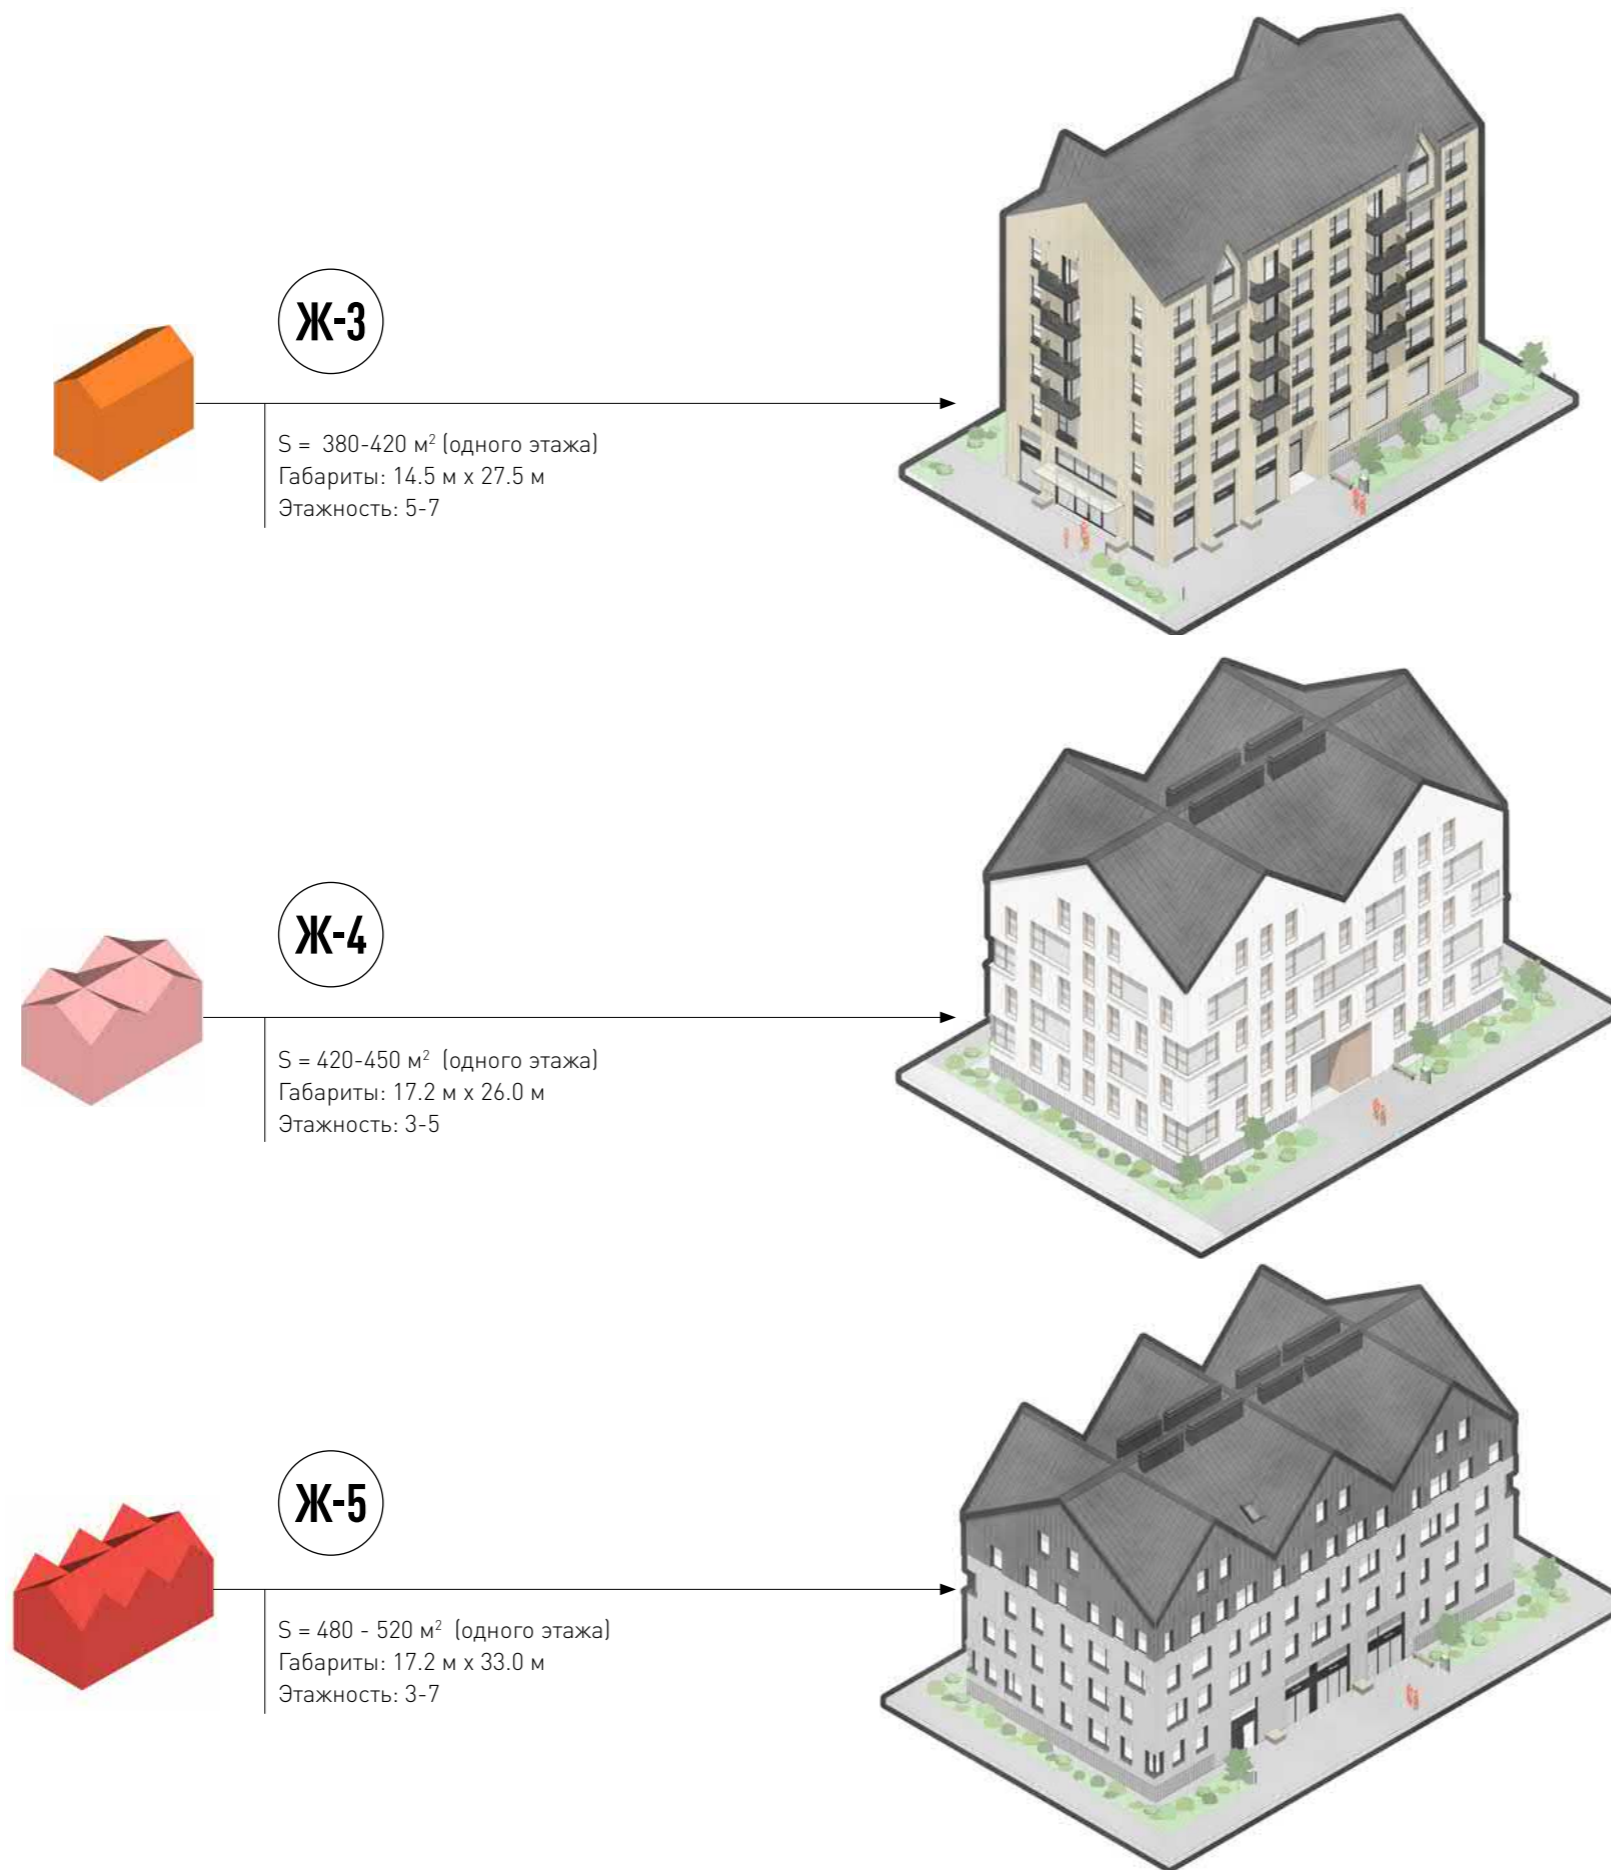 Ж-3
S = 380-420 м² (одного этажа)
Габариты: 14.5 м х 27.5 м
Этажность: 5-7
Ж-4
S = 420-450 м² (одного этажа)
Габариты: 17.2 м х 26.0 м
Этажность: 3-5
Ж-5
S = 480 - 520 м² (одного этажа)
Габариты: 17.2 м х 33.0 м
Этажность: 3-7